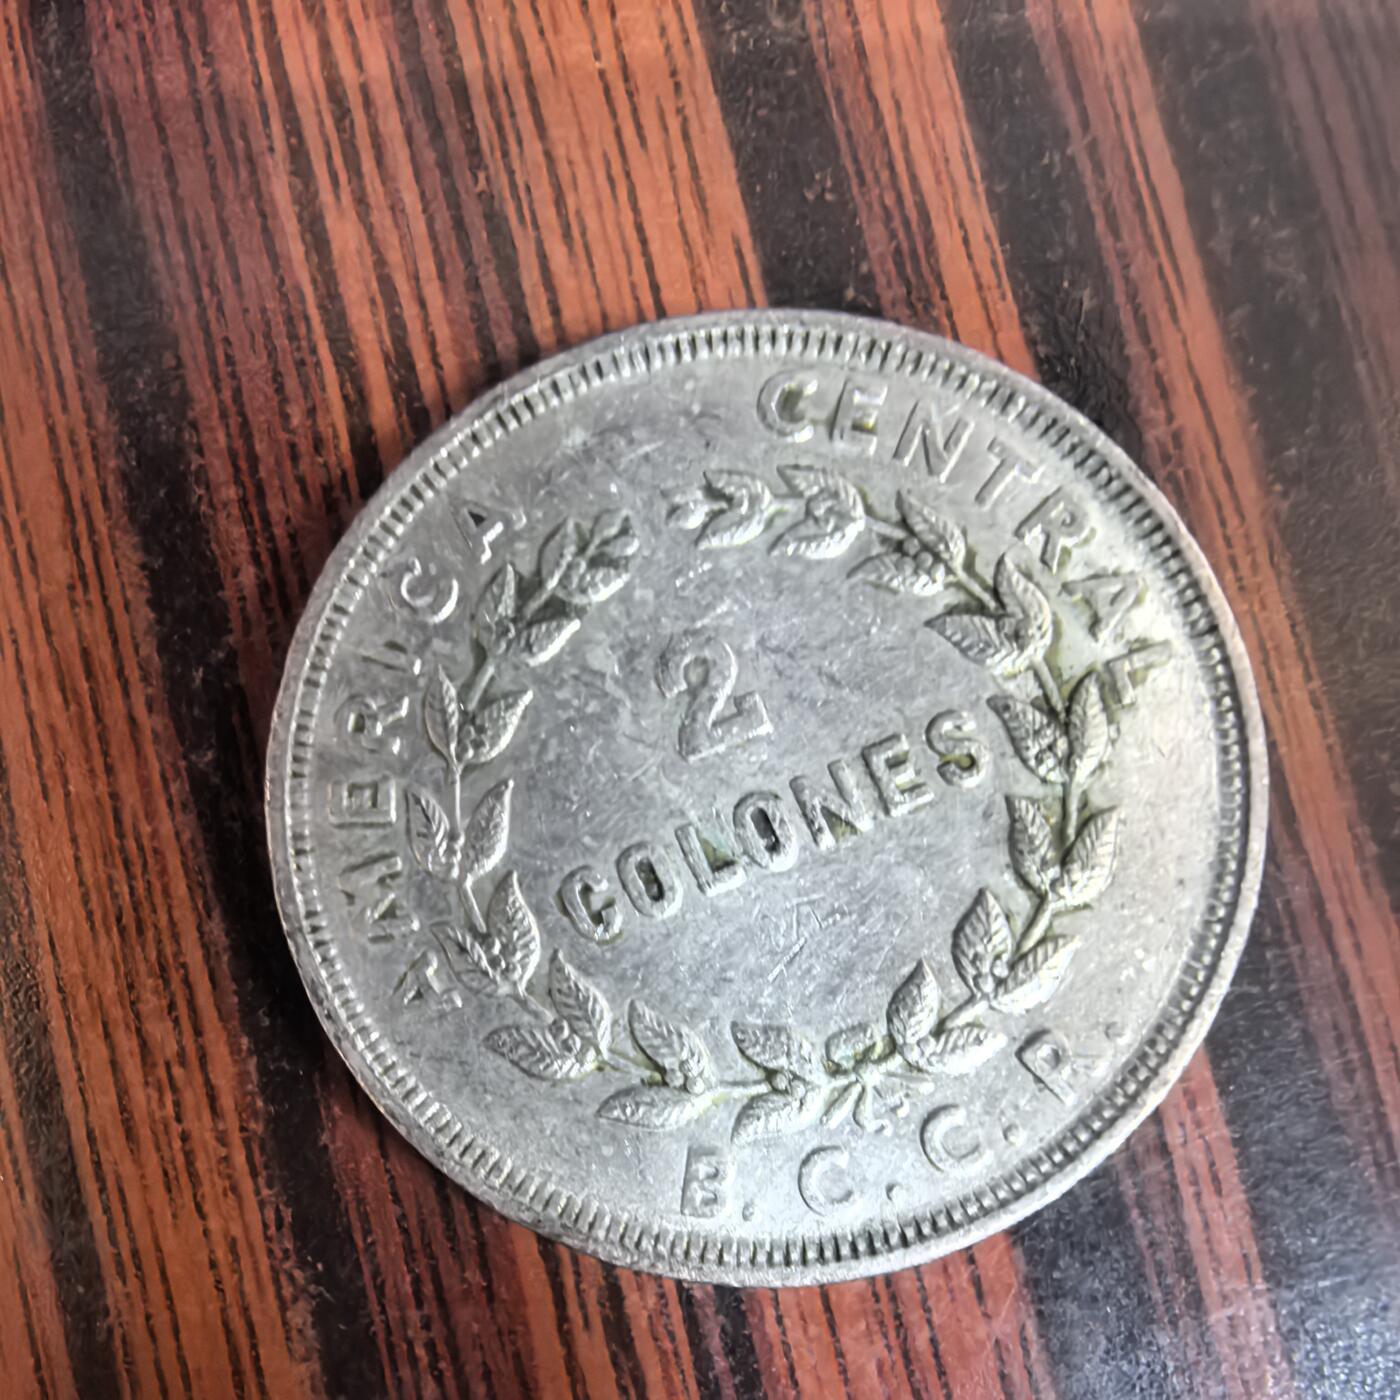 AMERICA CENTRAL
2
COLONES
B.C.C.R.